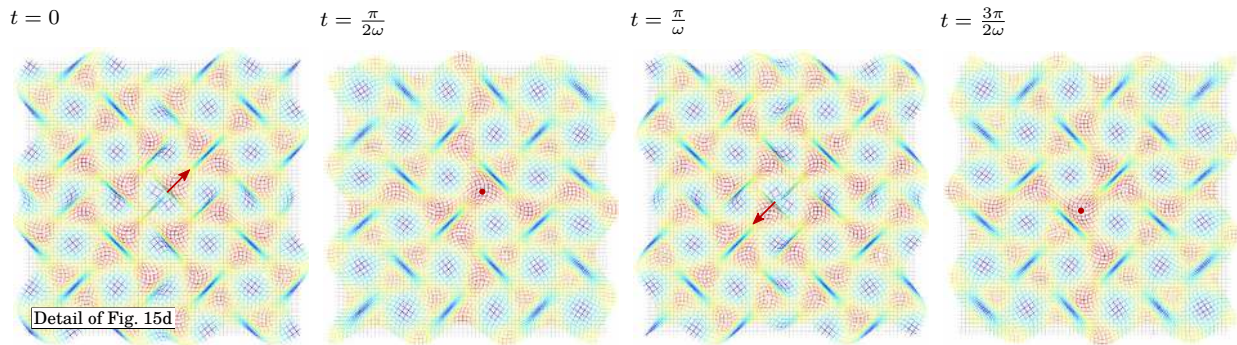 t = 0
t = π/2ω
t = π/ω
t = 3π/2ω
Detail of Fig. 15d